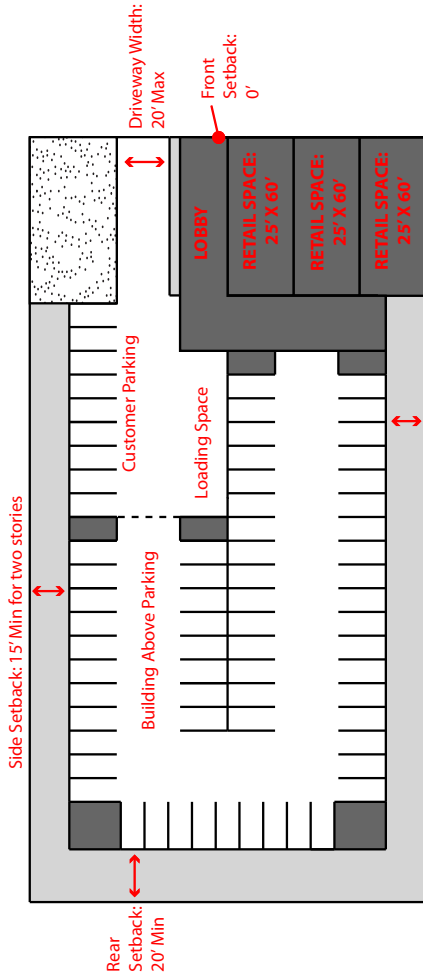 Side Setback: 15' Min for two stories
Rear
Setback:
20' Min
Building Above Parking
Customer Parking
Loading Space
Driveway Width:
20' Max
Front
Setback:
0'
LOBBY
RETAIL SPACE:
25' X 60'
RETAIL SPACE:
25' X 60'
RETAIL SPACE:
25' X 60'